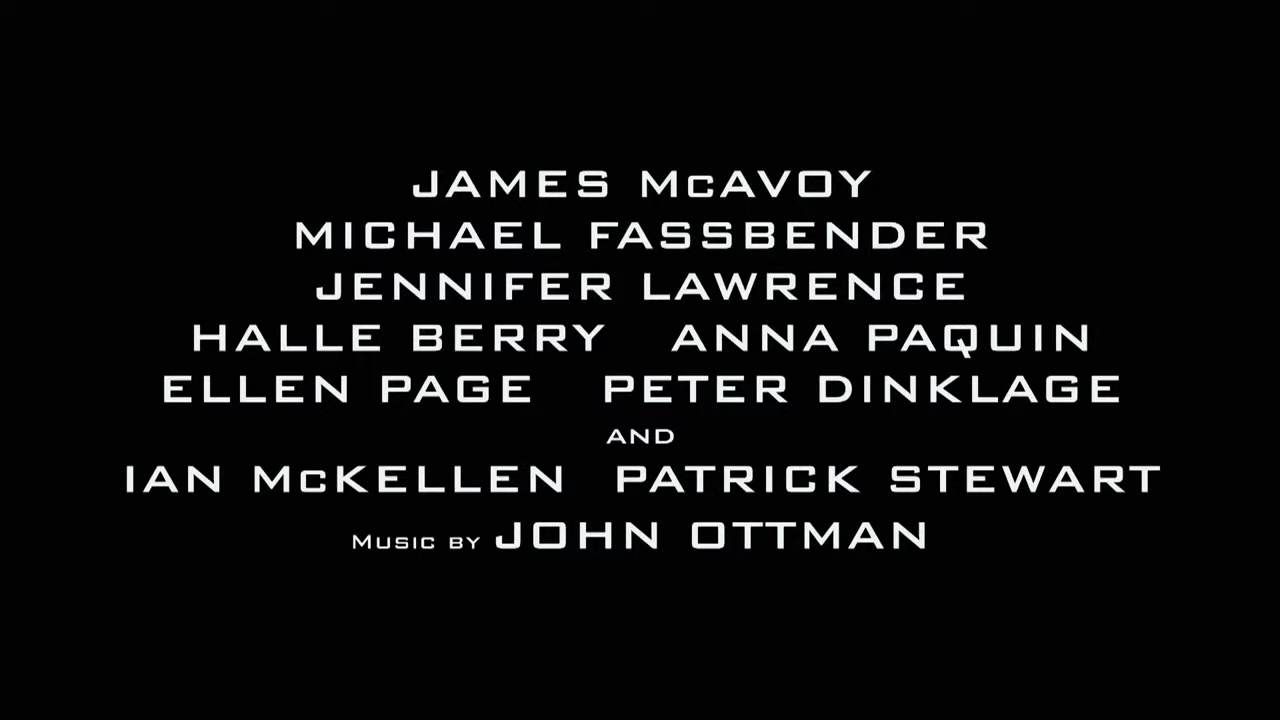 JAMES McAVOY
MICHAEL FASSBENDER
JENNIFER LAWRENCE
HALLE BERRY ANNA PAQUIN
ELLEN PAGE PETER DINKLAGE
AND
IAN McKELLEN PATRICK STEWART
MUSIC BY JOHN OTTMAN